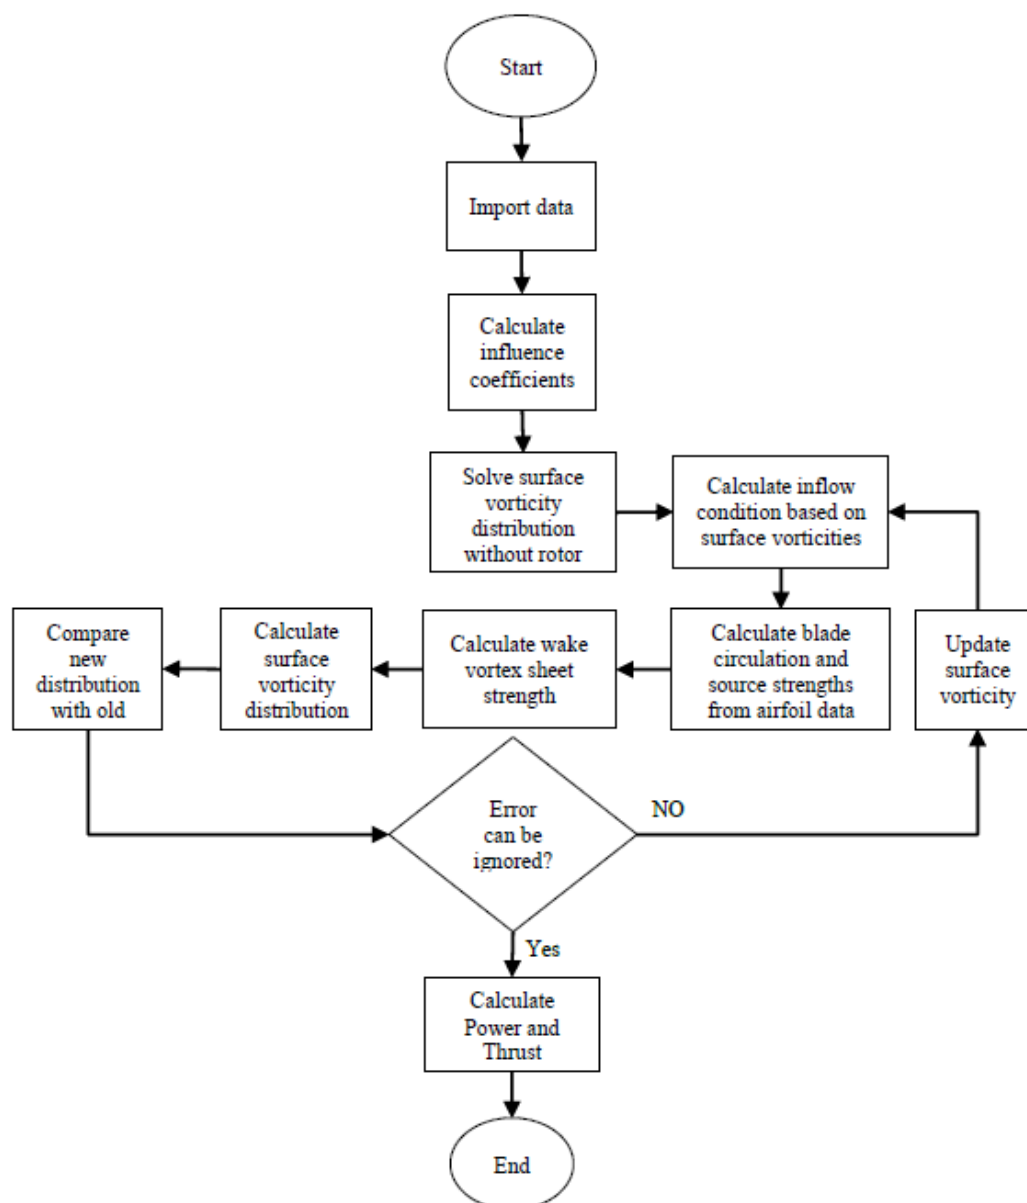 Start
Import data
Calculate
influence
coefficients
Solve surface
vorticity
distribution
without rotor
Calculate inflow
condition based on
surface vorticities
Compare
new
distribution
with old
Calculate
surface
vorticity
distribution
Calculate wake
vortex sheet
strength
Calculate blade
circulation and
source strengths
from airfoil data
Update
surface
vorticity
Error
can be
ignored?
NO
Yes
Calculate
Power and
Thrust
End